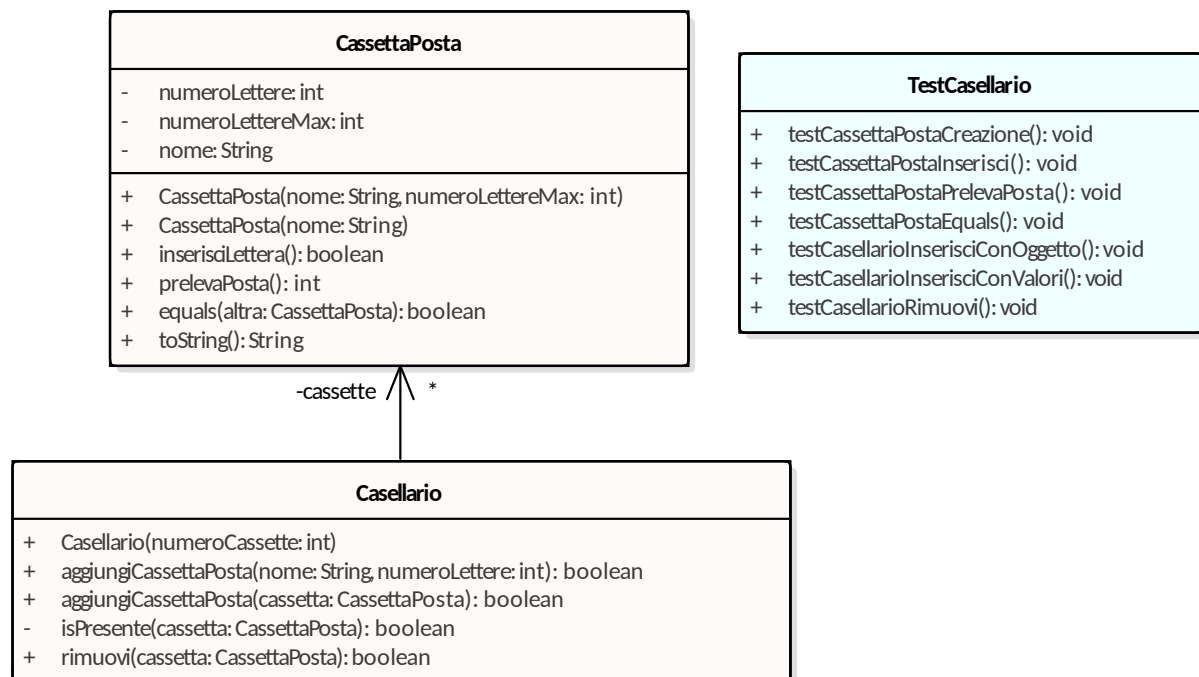 CassettaPosta
- numeroLettere: int
- numeroLettereMax: int
- nome: String
+ CassettaPosta(nome: String, numeroLettereMax: int)
+ CassettaPosta(nome: String)
+ inserisciLettera(): boolean
+ prelevaPosta(): int
+ equals(altra: CassettaPosta): boolean
+ toString(): String
-cassette *
Casellario
+ Casellario(numeroCassette: int)
+ aggiungiCassettaPosta(nome: String, numeroLettere: int): boolean
+ aggiungiCassettaPosta(cassetta: CassettaPosta): boolean
- isPresente(cassetta: CassettaPosta): boolean
+ rimuovi(cassetta: CassettaPosta): boolean
TestCasellario
+ testCassettaPostaCreazione(): void
+ testCassettaPostaInserisci(): void
+ testCassettaPostaPrelevaPosta(): void
+ testCassettaPostaEquals(): void
+ testCasellarioInserisciConOggetto(): void
+ testCasellarioInserisciConValori(): void
+ testCasellarioRimuovi(): void